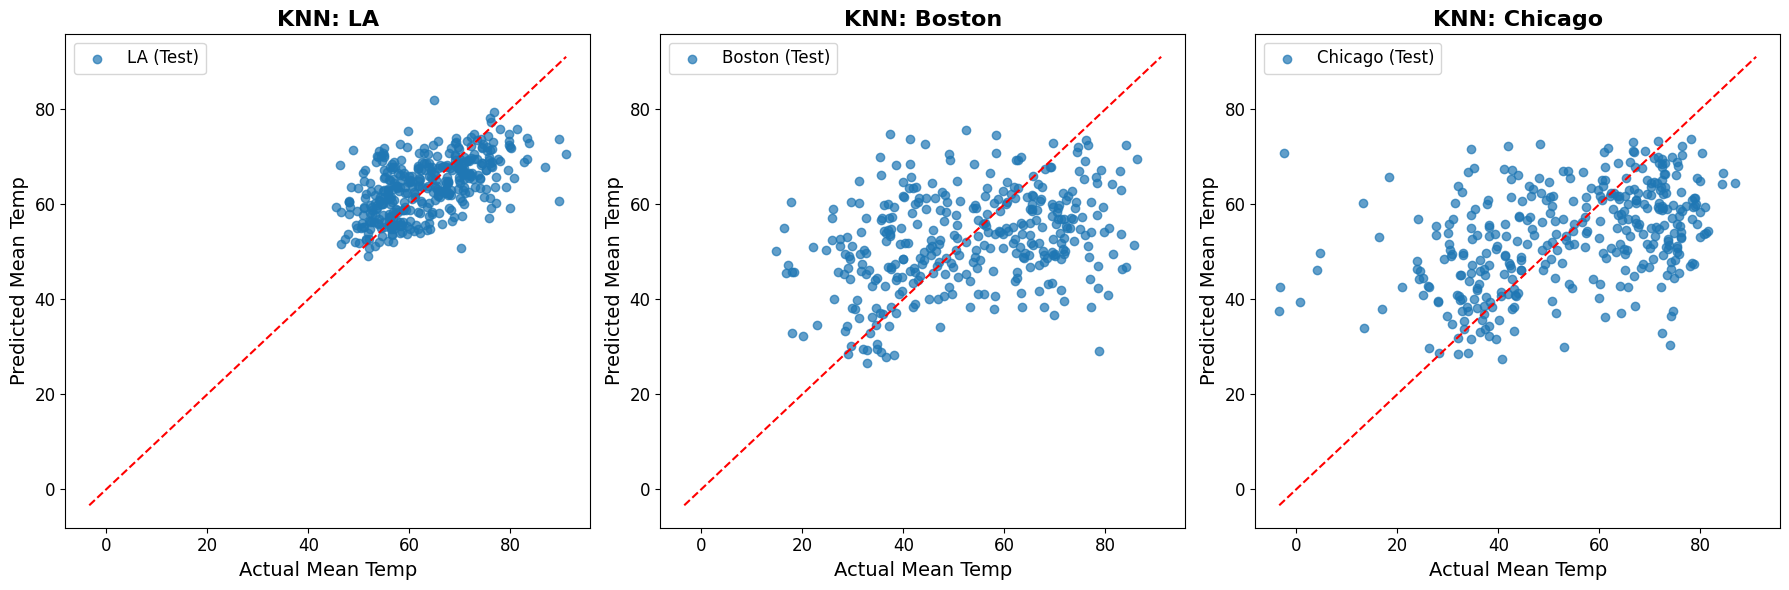 KNN: LA
LA (Test)
80
60
40
20
0
Predicted Mean Temp
0 20 40 60 80
Actual Mean Temp
KNN: Boston
Boston (Test)
80
60
40
20
0
Predicted Mean Temp
0 20 40 60 80
Actual Mean Temp
KNN: Chicago
Chicago (Test)
80
60
40
20
0
Predicted Mean Temp
0 20 40 60 80
Actual Mean Temp